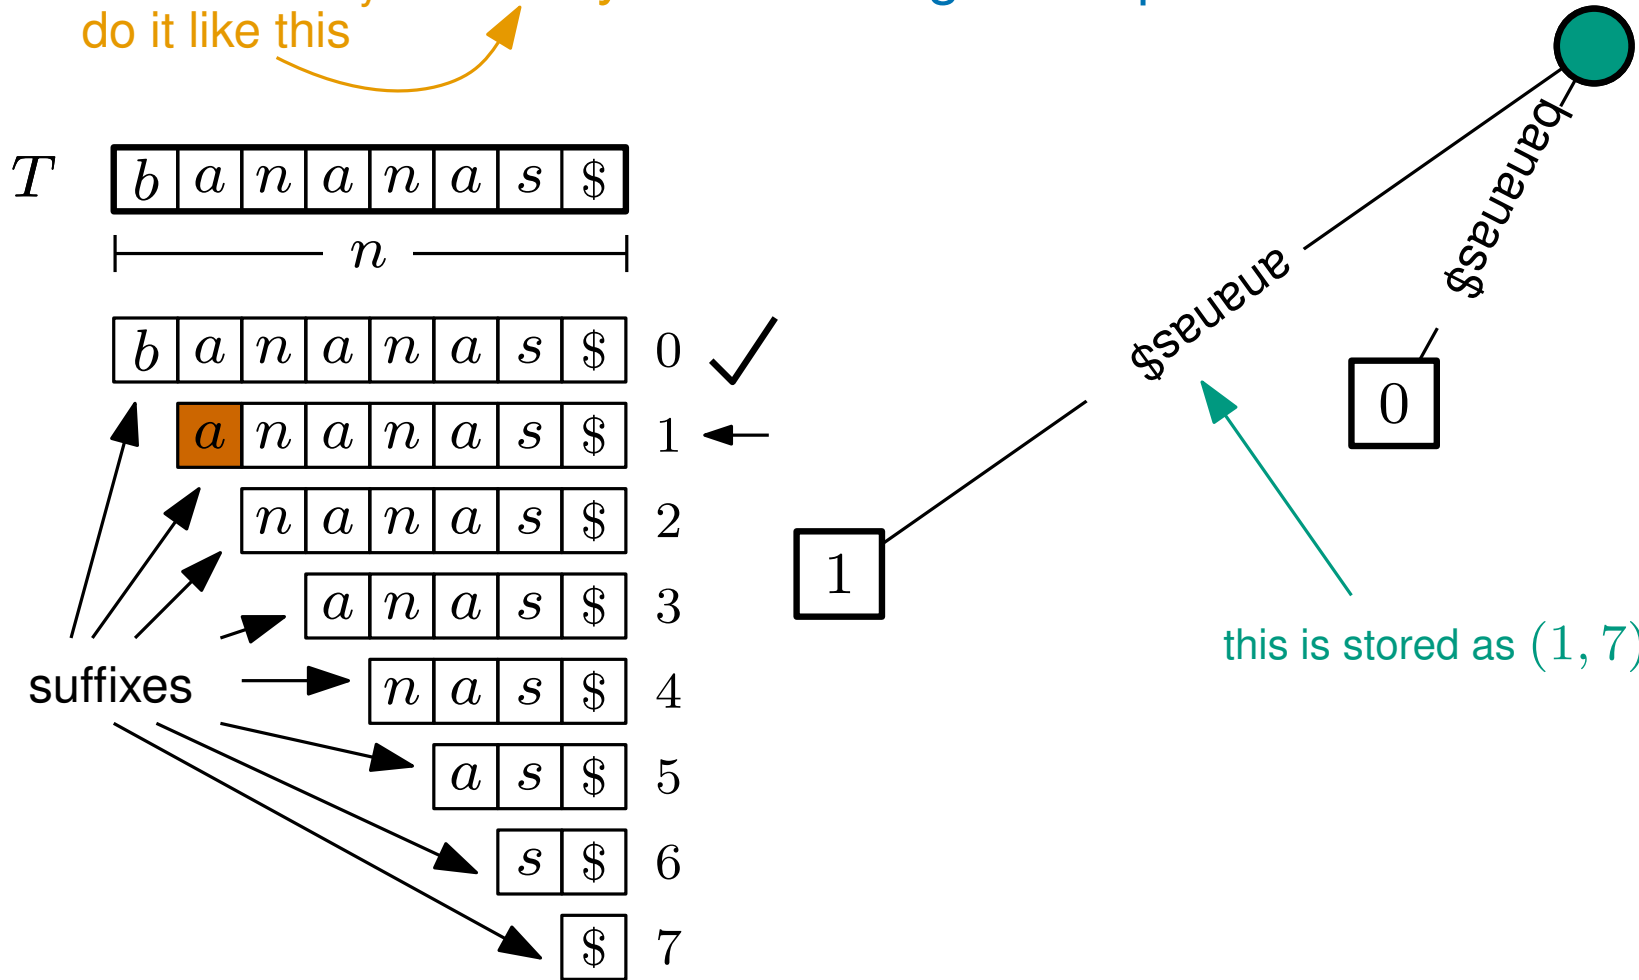 do it like this
T b a n a n a s $
n
b a n a n a s $ 0
a n a n a s $ 1
n a n a s $ 2
a n a s $ 3
n a s $ 4
a s $ 5
s $ 6
$ 7
suffixes
bananas$
ananas$
0
1
this is stored as (1, 7)